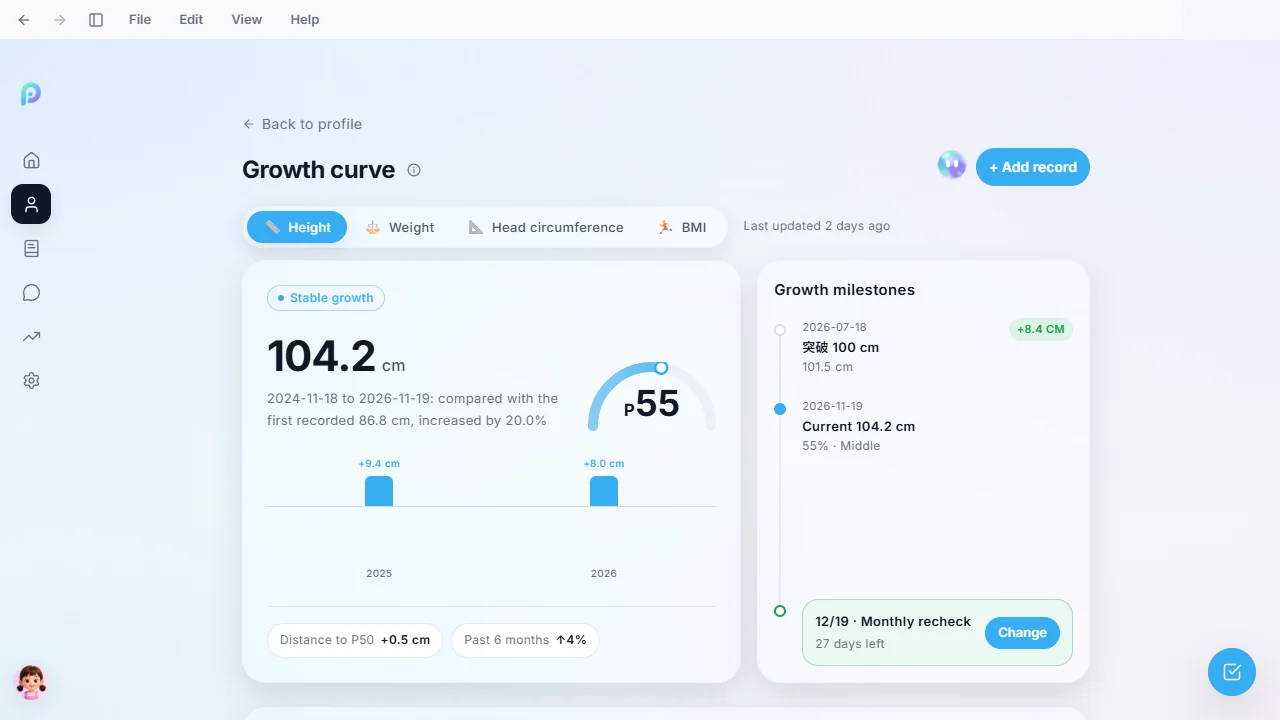 File Edit View Help
Back to profile
Growth curve
+ Add record
Height Weight Head circumference BMI
Last updated 2 days ago
Stable growth
104.2 cm
2024-11-18 to 2026-11-19: compared with the
first recorded 86.8 cm, increased by 20.0%
P55
+9.4 cm +8.0 cm
2025 2026
Distance to P50 +0.5 cm
Past 6 months ↑4%
Growth milestones
2026-07-18
+8.4 CM
突破 100 cm
101.5 cm
2026-11-19
Current 104.2 cm
55% · Middle
12/19 · Monthly recheck
27 days left
Change